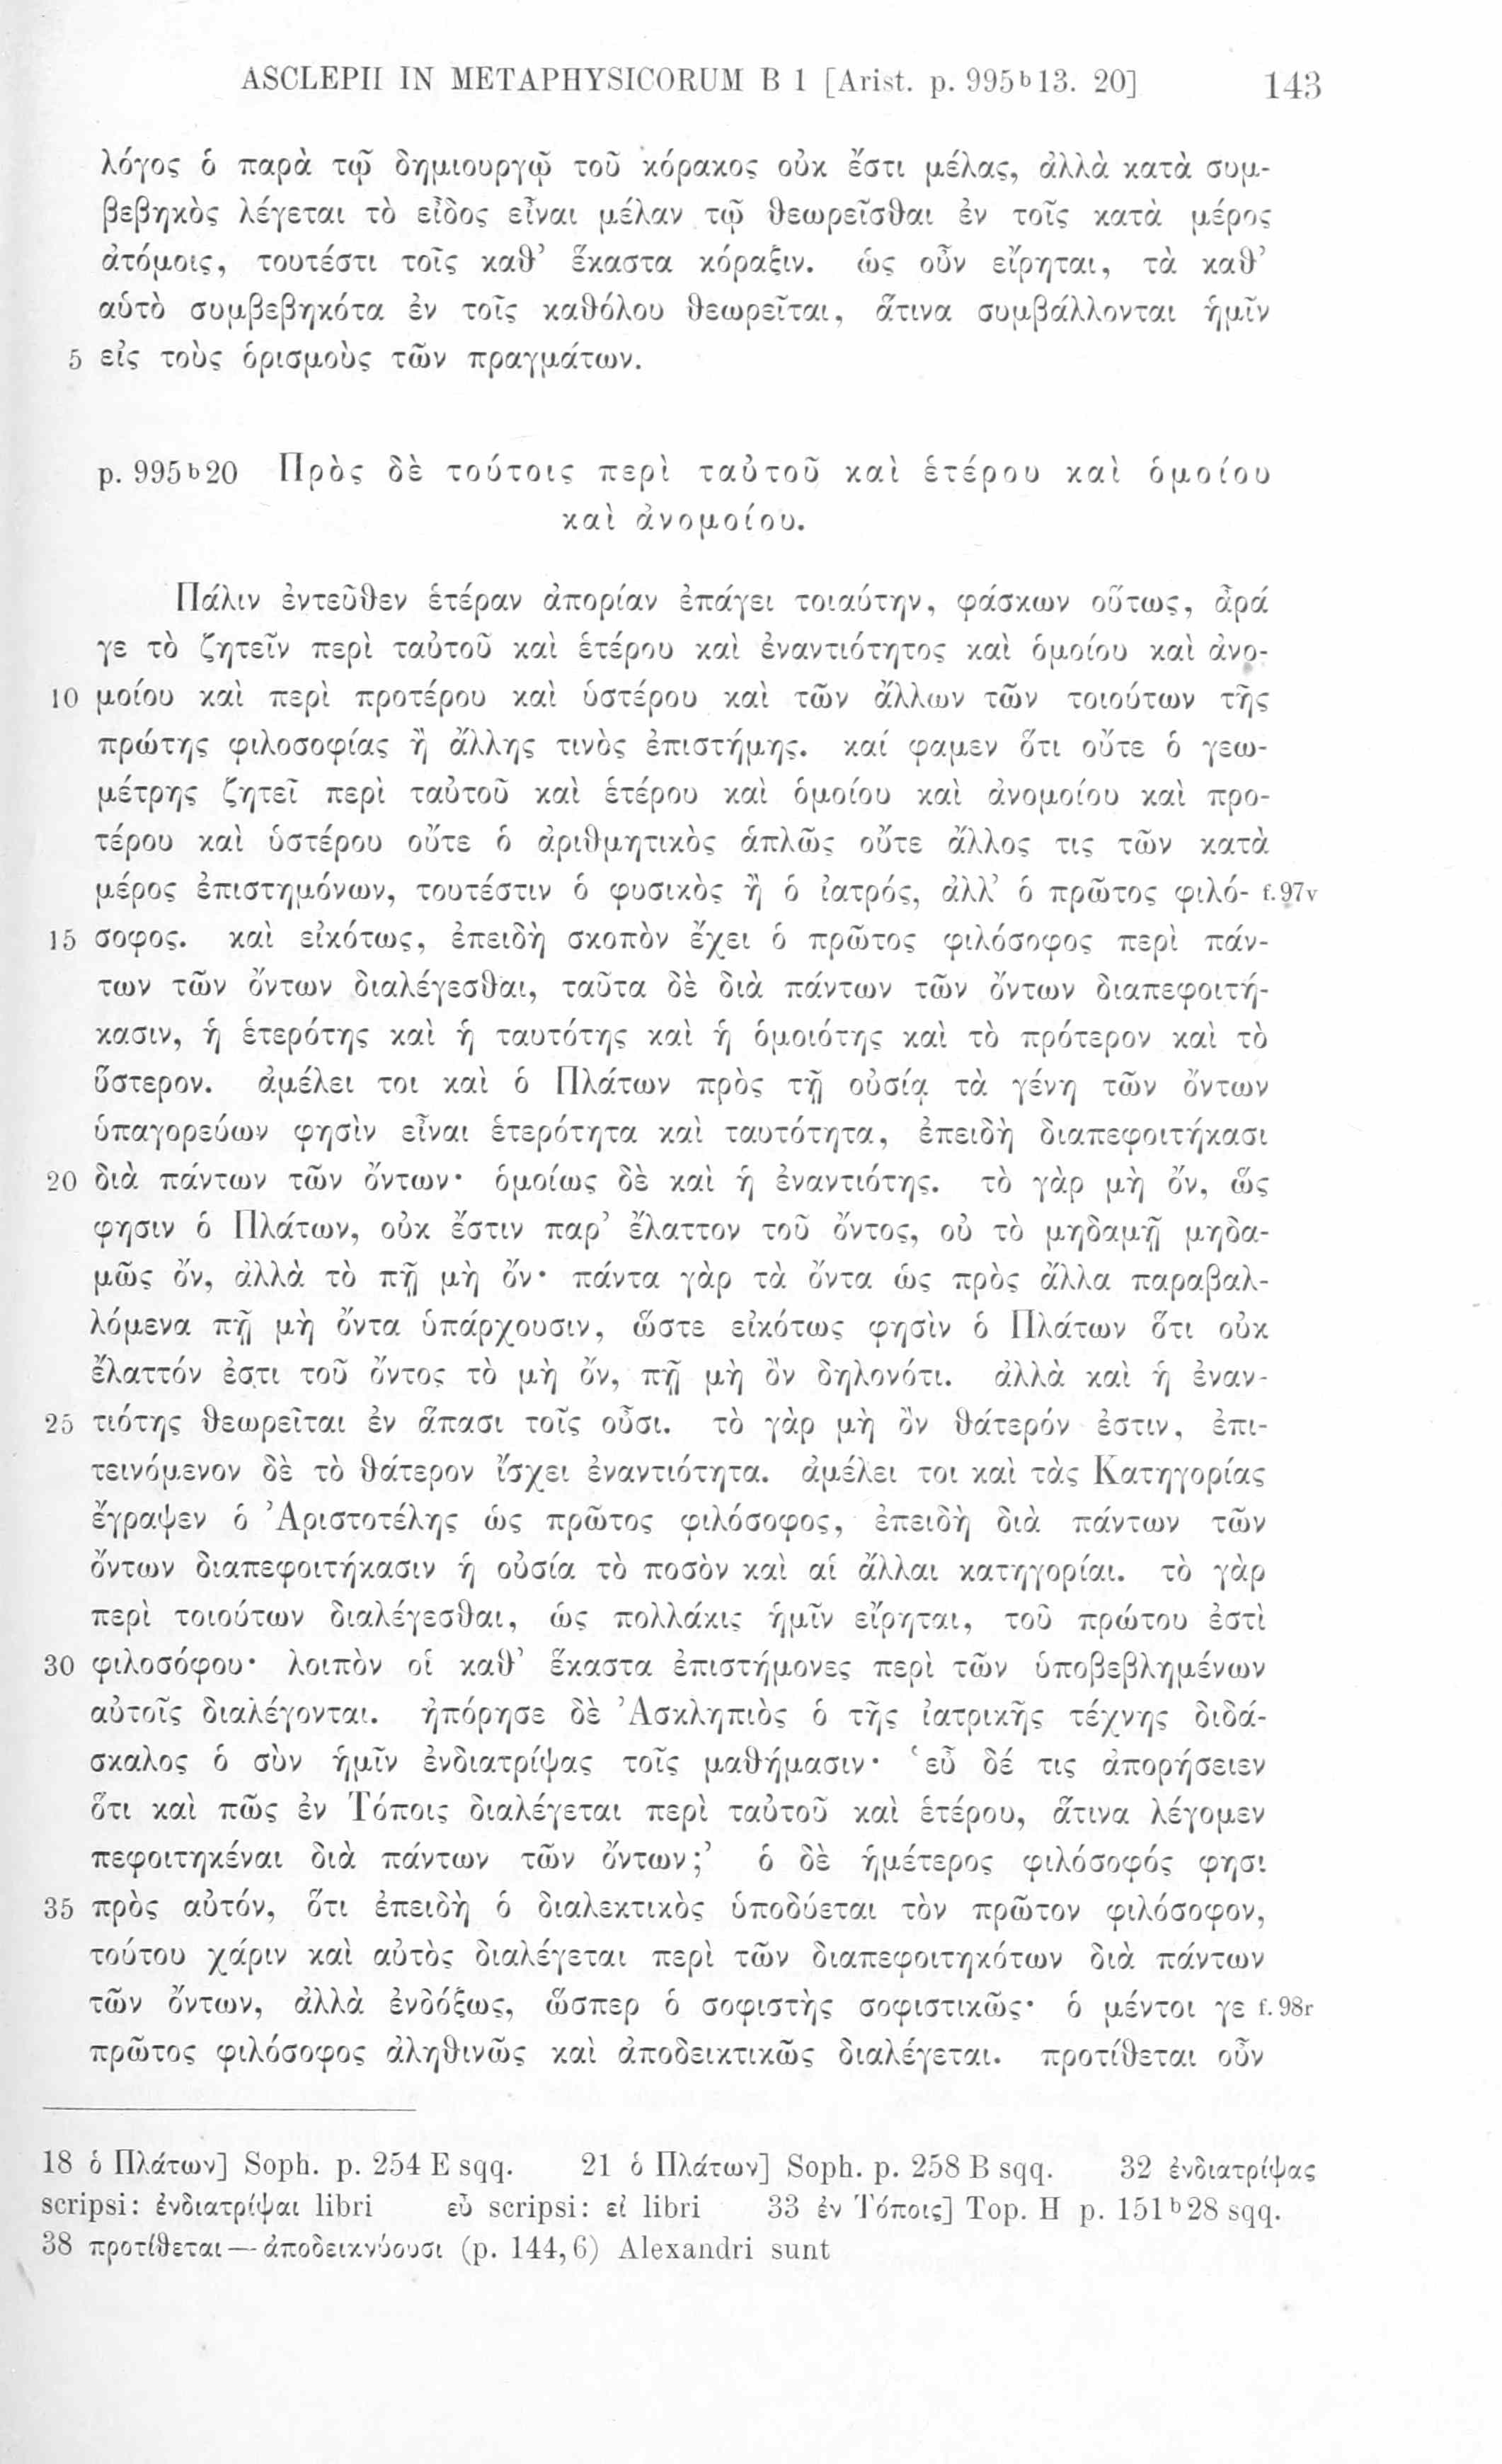 ASCLEPII IN METAPHYSICORUM B 1 [Arist. p. 995ᵇ13. 20] 143
λόγος ὁ παρὰ τῷ δημιουργῷ τοῦ κόρακος οὐκ ἔστι μέλας, ἀλλὰ κατὰ συμ-
βεβηκὸς λέγεται τὸ εἶδος εἶναι μέλαν τῷ θεωρεῖσθαι ἐν τοῖς κατὰ μέρος
ἀτόμοις, τουτέστι τοῖς καθ’ ἕκαστα κόραξιν. ὡς οὖν εἴρηται, τὰ καθ’
αὑτὸ συμβεβηκότα ἐν τοῖς καθόλου θεωρεῖται, ἅτινα συμβάλλονται ἡμῖν
5 εἰς τοὺς ὁρισμοὺς τῶν πραγμάτων.
p. 995ᵇ20 Πρὸς δὲ τούτοις περὶ ταὐτοῦ καὶ ἑτέρου καὶ ὁμοίου
καὶ ἀνομοίου.
Πάλιν ἐντεῦθεν ἑτέραν ἀπορίαν ἐπάγει τοιαύτην, φάσκων οὕτως, ἆρά
γε τὸ ζητεῖν περὶ ταὐτοῦ καὶ ἑτέρου καὶ ἐναντιότητος καὶ ὁμοίου καὶ ἀνο-
10 μοίου καὶ περὶ προτέρου καὶ ὑστέρου καὶ τῶν ἄλλων τῶν τοιούτων τῆς
πρώτης φιλοσοφίας ἢ ἄλλης τινὸς ἐπιστήμης. καί φαμεν ὅτι οὔτε ὁ γεω-
μέτρης ζητεῖ περὶ ταὐτοῦ καὶ ἑτέρου καὶ ὁμοίου καὶ ἀνομοίου καὶ προ-
τέρου καὶ ὑστέρου οὔτε ὁ ἀριθμητικὸς ἁπλῶς οὔτε ἄλλος τις τῶν κατὰ
μέρος ἐπιστημόνων, τουτέστιν ὁ φυσικὸς ἢ ὁ ἰατρός, ἀλλ’ ὁ πρῶτος φιλό- f.97v
15 σοφος. καὶ εἰκότως, ἐπειδὴ σκοπὸν ἔχει ὁ πρῶτος φιλόσοφος περὶ πάν-
των τῶν ὄντων διαλέγεσθαι, ταῦτα δὲ διὰ πάντων τῶν ὄντων διαπεφοιτή-
κασιν, ἡ ἑτερότης καὶ ἡ ταυτότης καὶ ἡ ὁμοιότης καὶ τὸ πρότερον καὶ τὸ
ὕστερον. ἀμέλει τοι καὶ ὁ Πλάτων πρὸς τῇ οὐσίᾳ τὰ γένη τῶν ὄντων
ὑπαγορεύων φησὶν εἶναι ἑτερότητα καὶ ταυτότητα, ἐπειδὴ διαπεφοιτήκασι
20 διὰ πάντων τῶν ὄντων· ὁμοίως δὲ καὶ ἡ ἐναντιότης. τὸ γὰρ μὴ ὄν, ὥς
φησιν ὁ Πλάτων, οὐκ ἔστιν παρ’ ἔλαττον τοῦ ὄντος, οὐ τὸ μηδαμῇ μηδα-
μῶς ὄν, ἀλλὰ τὸ πῇ μὴ ὄν· πάντα γὰρ τὰ ὄντα ὡς πρὸς ἄλλα παραβαλ-
λόμενα πῇ μὴ ὄντα ὑπάρχουσιν, ὥστε εἰκότως φησὶν ὁ Πλάτων ὅτι οὐκ
ἔλαττόν ἐστι τοῦ ὄντος τὸ μὴ ὄν, πῇ μὴ ὂν δηλονότι. ἀλλὰ καὶ ἡ ἐναν-
25 τιότης θεωρεῖται ἐν ἅπασι τοῖς οὖσι. τὸ γὰρ μὴ ὂν θάτερόν ἐστιν, ἐπι-
τεινόμενον δὲ τὸ θάτερον ἴσχει ἐναντιότητα. ἀμέλει τοι καὶ τὰς Κατηγορίας
ἔγραψεν ὁ Ἀριστοτέλης ὡς πρῶτος φιλόσοφος, ἐπειδὴ διὰ πάντων τῶν
ὄντων διαπεφοιτήκασιν ἡ οὐσία τὸ ποσὸν καὶ αἱ ἄλλαι κατηγορίαι. τὸ γὰρ
περὶ τοιούτων διαλέγεσθαι, ὡς πολλάκις ἡμῖν εἴρηται, τοῦ πρώτου ἐστὶ
30 φιλοσόφου· λοιπὸν οἱ καθ’ ἕκαστα ἐπιστήμονες περὶ τῶν ὑποβεβλημένων
αὐτοῖς διαλέγονται. ἠπόρησε δὲ Ἀσκληπιὸς ὁ τῆς ἰατρικῆς τέχνης διδά-
σκαλος ὁ σὺν ἡμῖν ἐνδιατρίψας τοῖς μαθήμασιν· ‘εὖ δέ τις ἀπορήσειεν
ὅτι καὶ πῶς ἐν Τόποις διαλέγεται περὶ ταὐτοῦ καὶ ἑτέρου, ἅτινα λέγομεν
πεφοιτηκέναι διὰ πάντων τῶν ὄντων;’ ὁ δὲ ἡμέτερος φιλόσοφός φησι
35 πρὸς αὐτόν, ὅτι ἐπειδὴ ὁ διαλεκτικὸς ὑποδύεται τὸν πρῶτον φιλόσοφον,
τούτου χάριν καὶ αὐτὸς διαλέγεται περὶ τῶν διαπεφοιτηκότων διὰ πάντων
τῶν ὄντων, ἀλλὰ ἐνδόξως, ὥσπερ ὁ σοφιστὴς σοφιστικῶς· ὁ μέντοι γε f.98r
πρῶτος φιλόσοφος ἀληθινῶς καὶ ἀποδεικτικῶς διαλέγεται. προτίθεται οὖν
18 ὁ Πλάτων] Soph. p. 254 E sqq. 21 ὁ Πλάτων] Soph. p. 258 B sqq. 32 ἐνδιατρίψας
scripsi: ἐνδιατρίψαι libri εὖ scripsi: εἰ libri 33 ἐν Τόποις] Top. H p. 151ᵇ28 sqq.
38 προτίθεται — ἀποδεικνύουσι (p. 144,6) Alexandri sunt